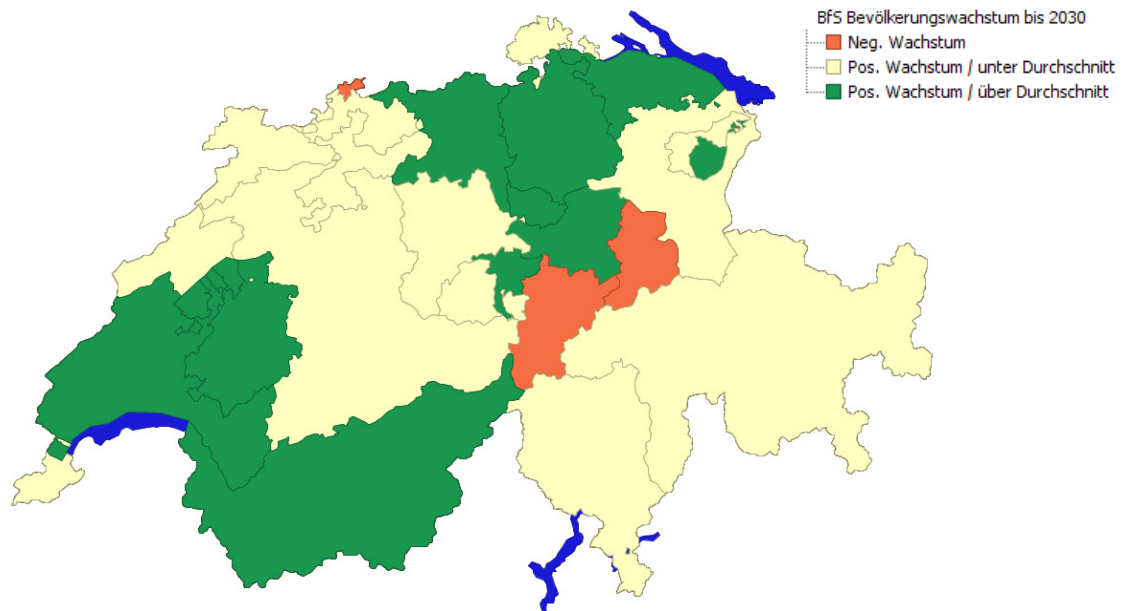 BfS Bevölkerungswachstum bis 2030
Neg. Wachstum
Pos. Wachstum / unter Durchschnitt
Pos. Wachstum / über Durchschnitt